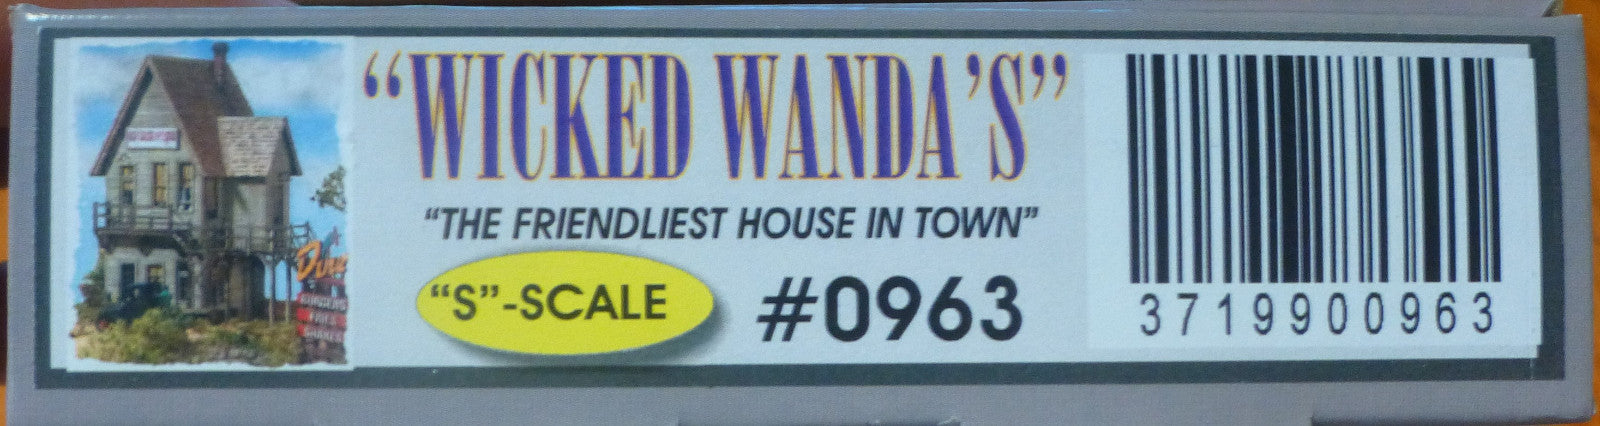 “WICKED WANDA’S”
“THE FRIENDLIEST HOUSE IN TOWN”
“S”-SCALE
#0963
3719900963